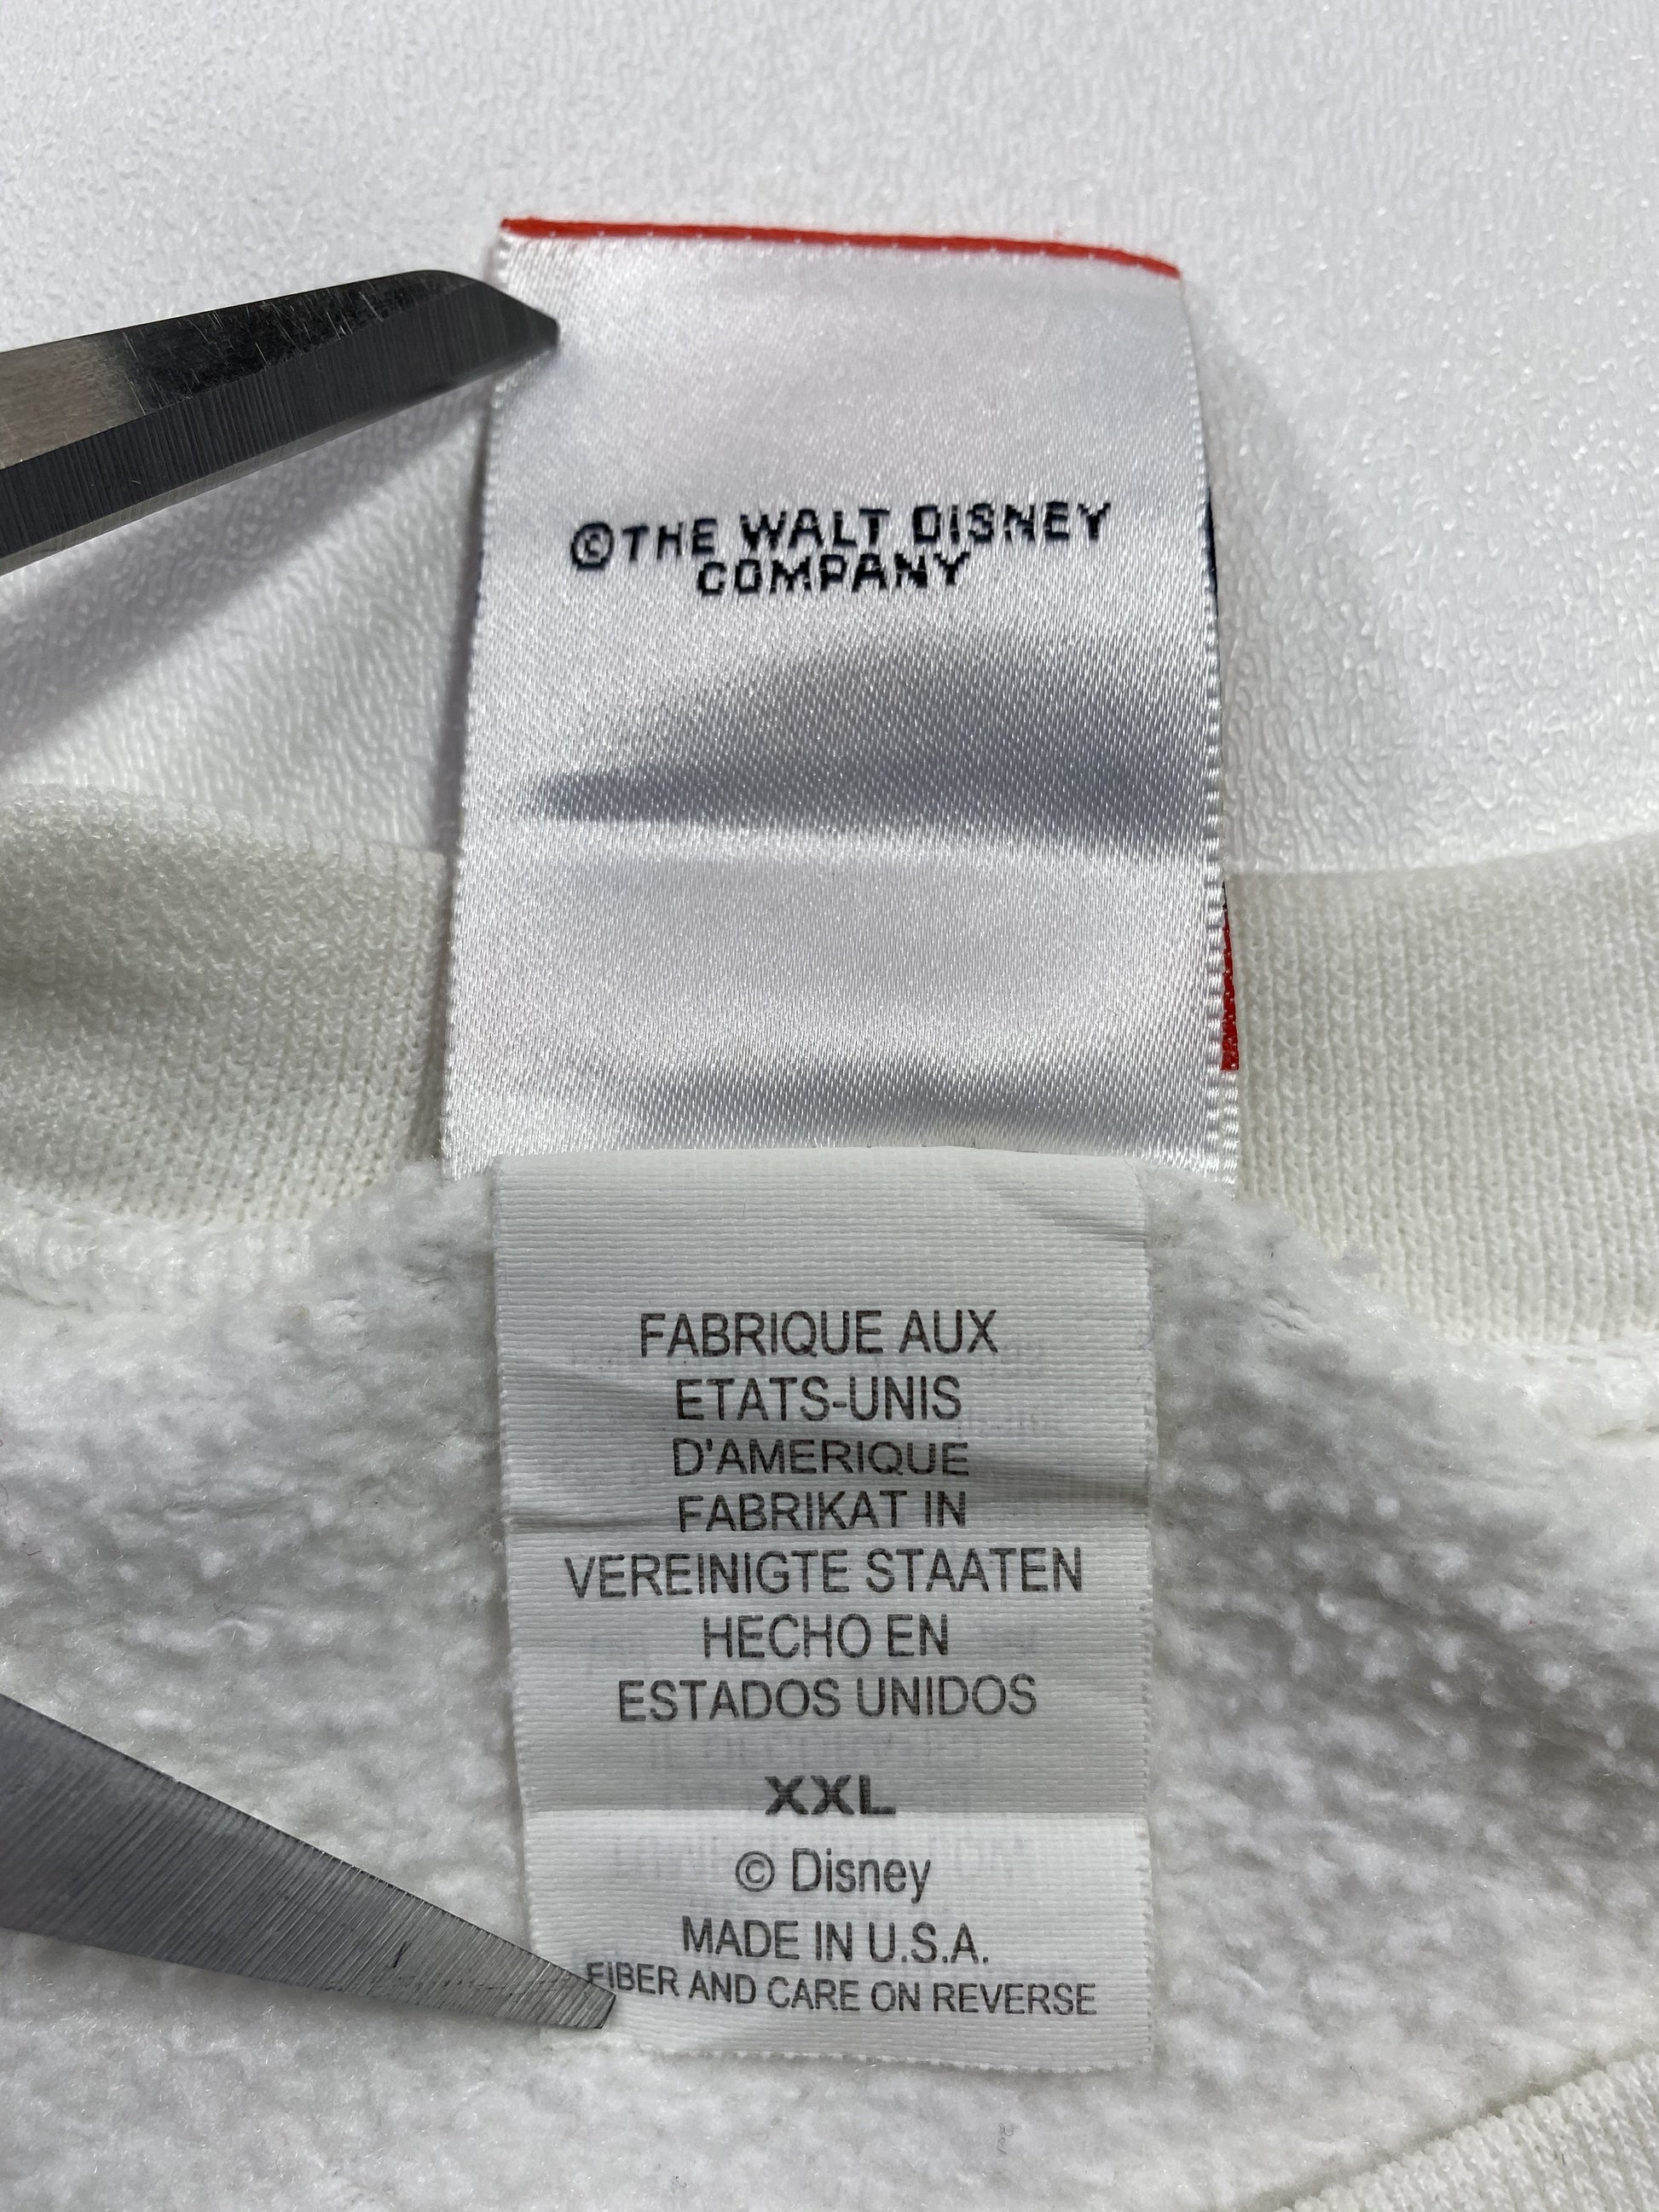 ©THE WALT DISNEY
COMPANY
FABRIQUE AUX
ETATS-UNIS
D'AMERIQUE
FABRIKAT IN
VEREINIGTE STAATEN
HECHO EN
ESTADOS UNIDOS
XXL
© Disney
MADE IN U.S.A.
FIBER AND CARE ON REVERSE